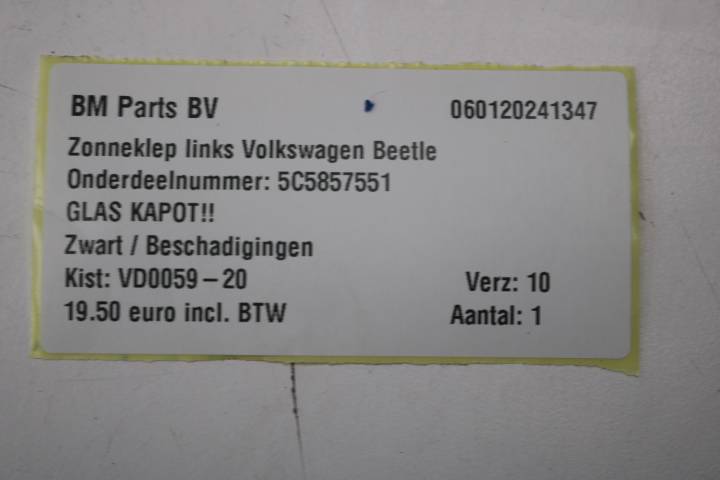 BM Parts BV 060120241347
Zonneklep links Volkswagen Beetle
Onderdeelnummer: 5C5857551
GLAS KAPOT!!
Zwart / Beschadigingen
Kist: VD0059-20 Verz: 10
19.50 euro incl. BTW Aantal: 1